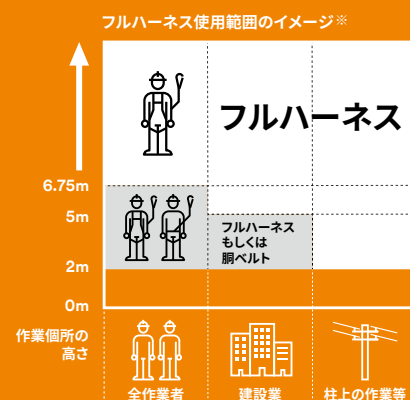 フルハーネス使用範囲のイメージ※
フルハーネス
6.75m
5m
フルハーネス
もしくは
胴ベルト
2m
0m
作業個所の
高さ
全作業者
建設業
柱上の作業等